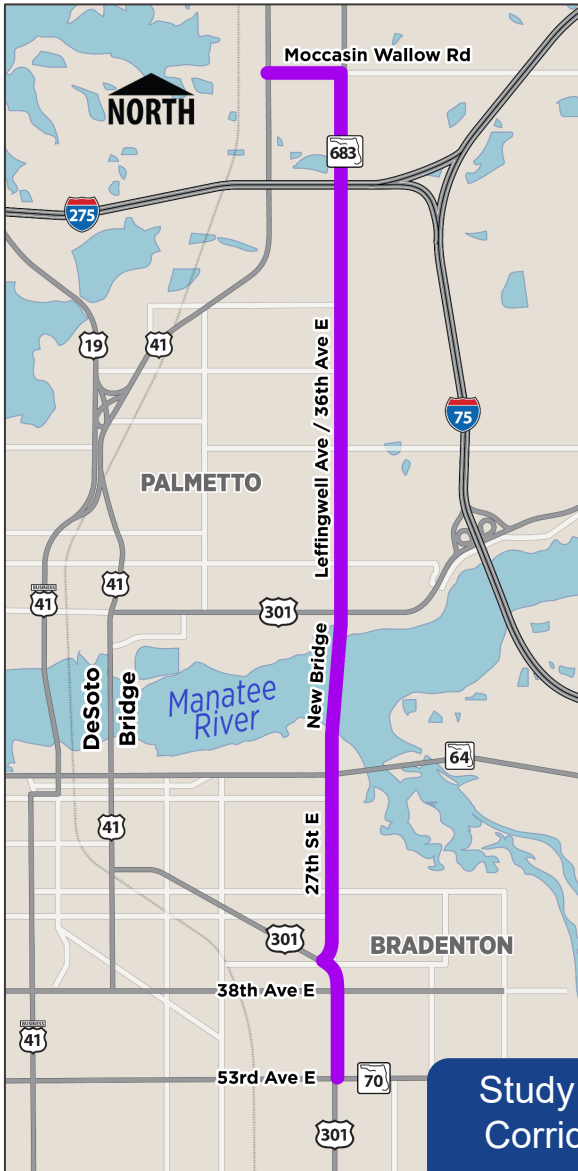 Moccasin Wallow Rd
NORTH
683
275
19
41
Leffingwell Ave / 36th Ave E
75
PALMETTO
41
BUSINESS
41
301
New Bridge
DeSoto
Bridge
Manatee
River
64
41
27th St E
301
BRADENTON
38th Ave E
BUSINESS
41
53rd Ave E
70
301
Study
Corrid